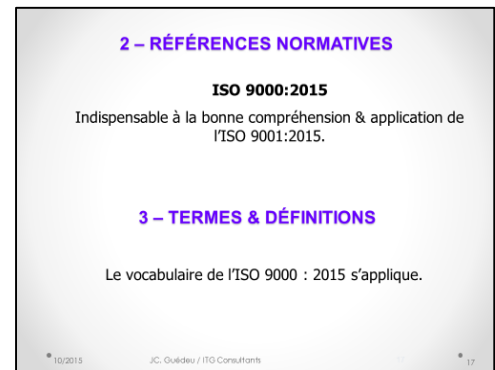 2 – RÉFÉRENCES NORMATIVES
ISO 9000:2015
Indispensable à la bonne compréhension & application de
l’ISO 9001:2015.
3 – TERMES & DÉFINITIONS
Le vocabulaire de l’ISO 9000 : 2015 s’applique.
10/2015 JC. Guédeu / ITG Consultants 17